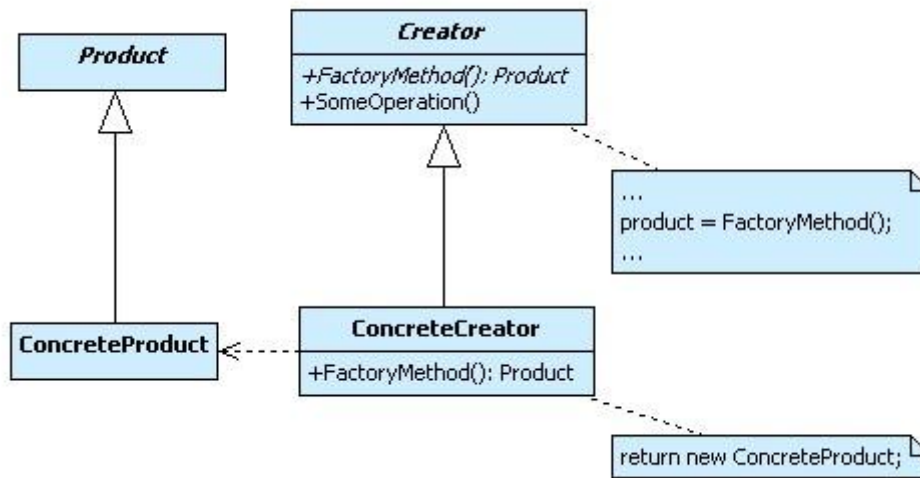 Product
Creator
+FactoryMethod(): Product
+SomeOperation()
...
product = FactoryMethod();
...
ConcreteProduct
ConcreteCreator
+FactoryMethod(): Product
return new ConcreteProduct;